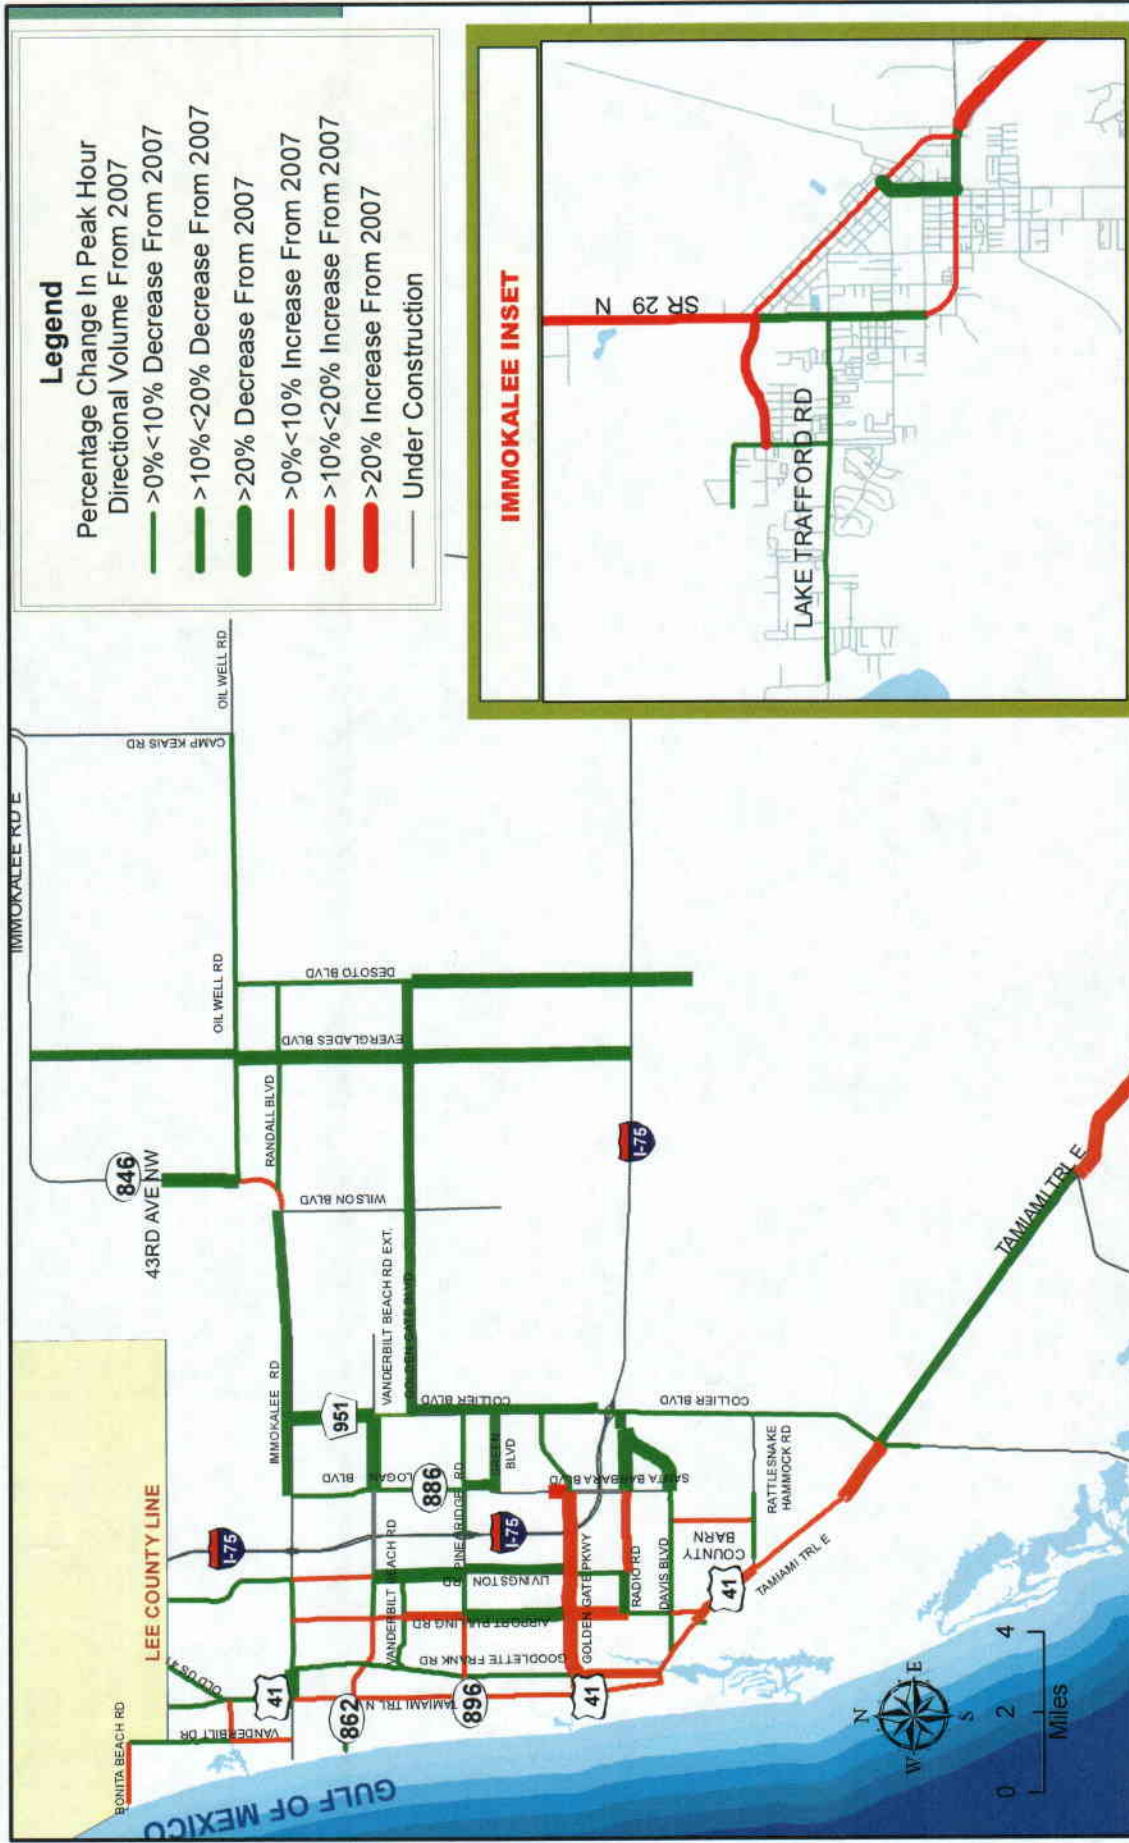 Legend
Percentage Change In Peak Hour
Directional Volume From 2007
>0%<10% Decrease From 2007
>10%<20% Decrease From 2007
>20% Decrease From 2007
>0%<10% Increase From 2007
>10%<20% Increase From 2007
>20% Increase From 2007
Under Construction
IMMOKALEE INSET
SR 29 N
LAKE TRAFFORD RD
IMMOKALEE RD E
CAMP KEAIS RD
OIL WELL RD
OIL WELL RD
DESOTO BLVD
EVERGLADES BLVD
RANDALL BLVD
846
43RD AVE NW
WILSON BLVD
VANDERBILT BEACH RD EXT.
GOLDEN GATE BLVD
I-75
TAMIAMI TRL E
LEE COUNTY LINE
IMMOKALEE RD
951
COLLIER BLVD
COLLIER BLVD
LOGAN BLVD
886
GREEN
BLVD
PINE RIDGE RD
SANTA BARBARA BLVD
RATTLESNAKE
HAMMOCK RD
I-75
I-75
VANDERBILT BEACH RD
LIVINGSTON RD
AIRPORT PULLING RD
GOODLETTE FRANK RD
GOLDEN GATE PKWY
RADIO RD
DAVIS BLVD
COUNTY
BARN
41
TAMIAMI TRL E
OLD US 41
41
TAMIAMI TRL N
862
896
41
VANDERBILT DR
BONITA BEACH RD
GULF OF MEXICO
N
E
S
W
0 2 4
Miles